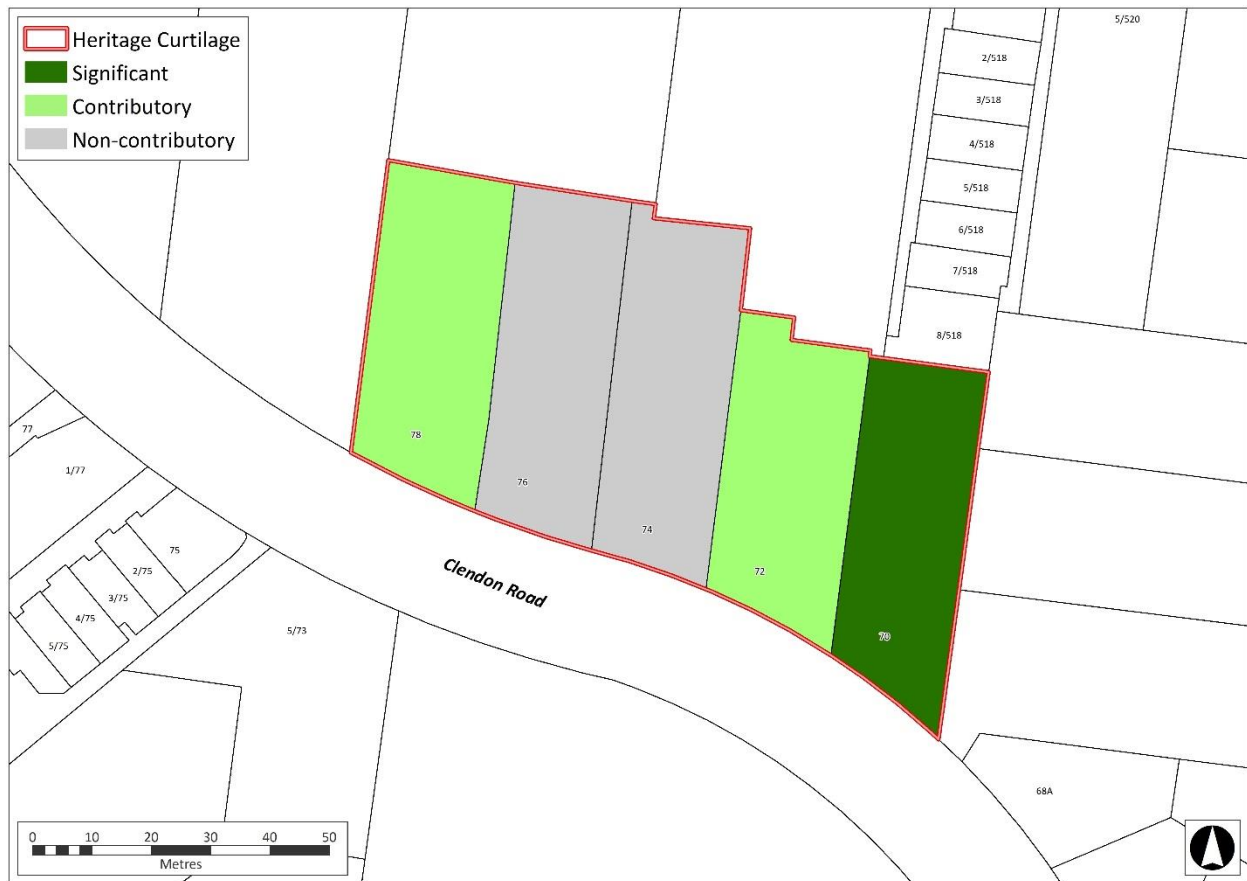 Heritage Curtilage
Significant
Contributory
Non-contributory
5/520
2/518
3/518
4/518
5/518
6/518
7/518
8/518
78
76
74
72
70
77
1/77
75
2/75
3/75
4/75
5/75
5/73
Clendon Road
68A
0 10 20 30 40 50
Metres